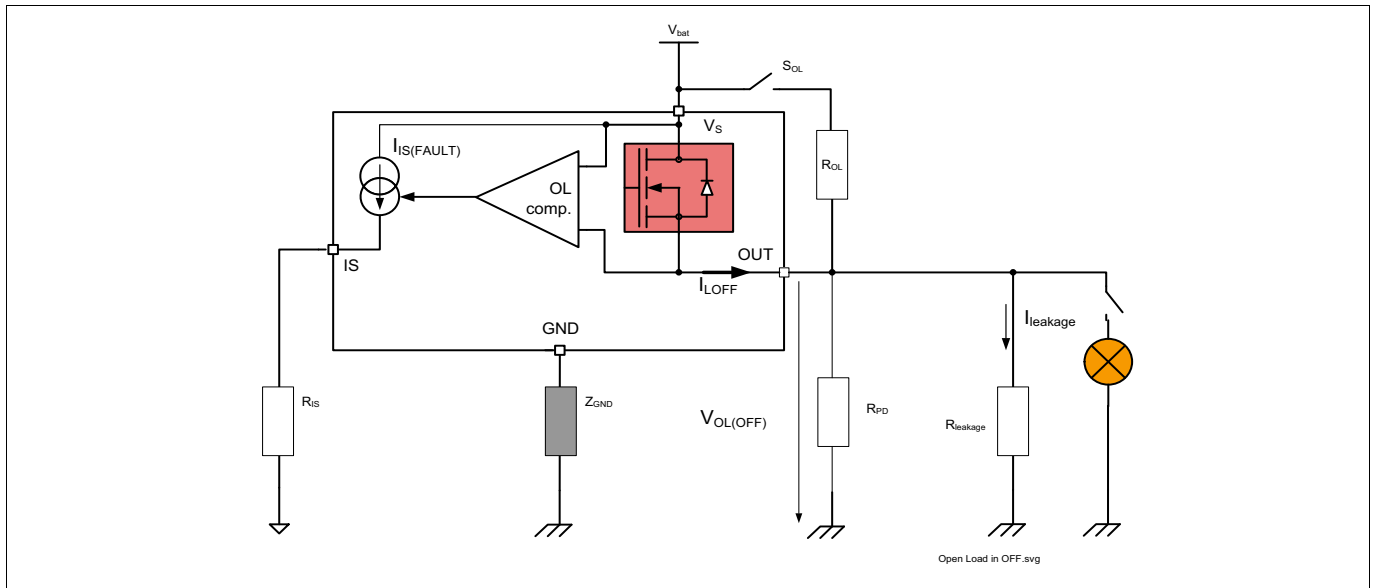 Vbat
SOL
VS
IIS(FAULT)
ROL
OL
comp.
OUT
IS
ILOFF
Ileakage
GND
RIS
ZGND
VOL(OFF)
RPD
Rleakage
Open Load in OFF.svg